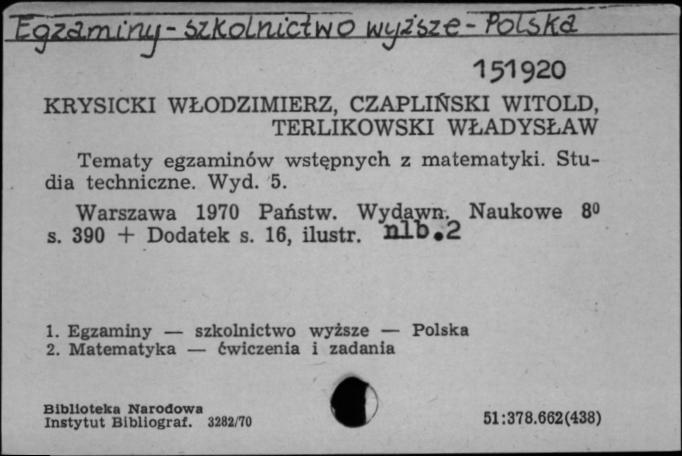 Egzaminy - szkolnictwo wyższe - Polska
151920
KRYSICKI WŁODZIMIERZ, CZAPLIŃSKI WITOLD,
TERLIKOWSKI WŁADYSŁAW
Tematy egzaminów wstępnych z matematyki. Stu-
dia techniczne. Wyd. 5.
Warszawa 1970 Państw. Wydawn. Naukowe 8⁰
s. 390 + Dodatek s. 16, ilustr. nlb.2
1. Egzaminy — szkolnictwo wyższe — Polska
2. Matematyka — ćwiczenia i zadania
Biblioteka Narodowa
Instytut Bibliograf. 3282/70
51:378.662(438)